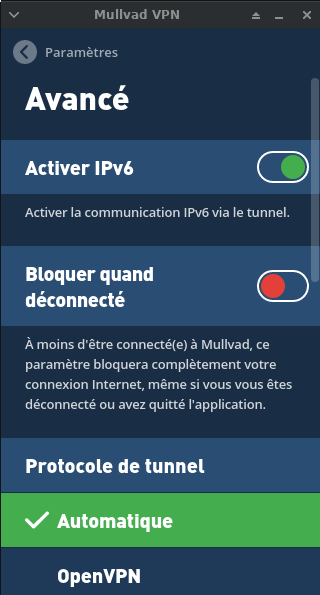 Mullvad VPN
Paramètres
Avancé
Activer IPv6
Activer la communication IPv6 via le tunnel.
Bloquer quand
déconnecté
À moins d'être connecté(e) à Mullvad, ce
paramètre bloquera complètement votre
connexion Internet, même si vous vous êtes
déconnecté ou avez quitté l'application.
Protocole de tunnel
Automatique
OpenVPN